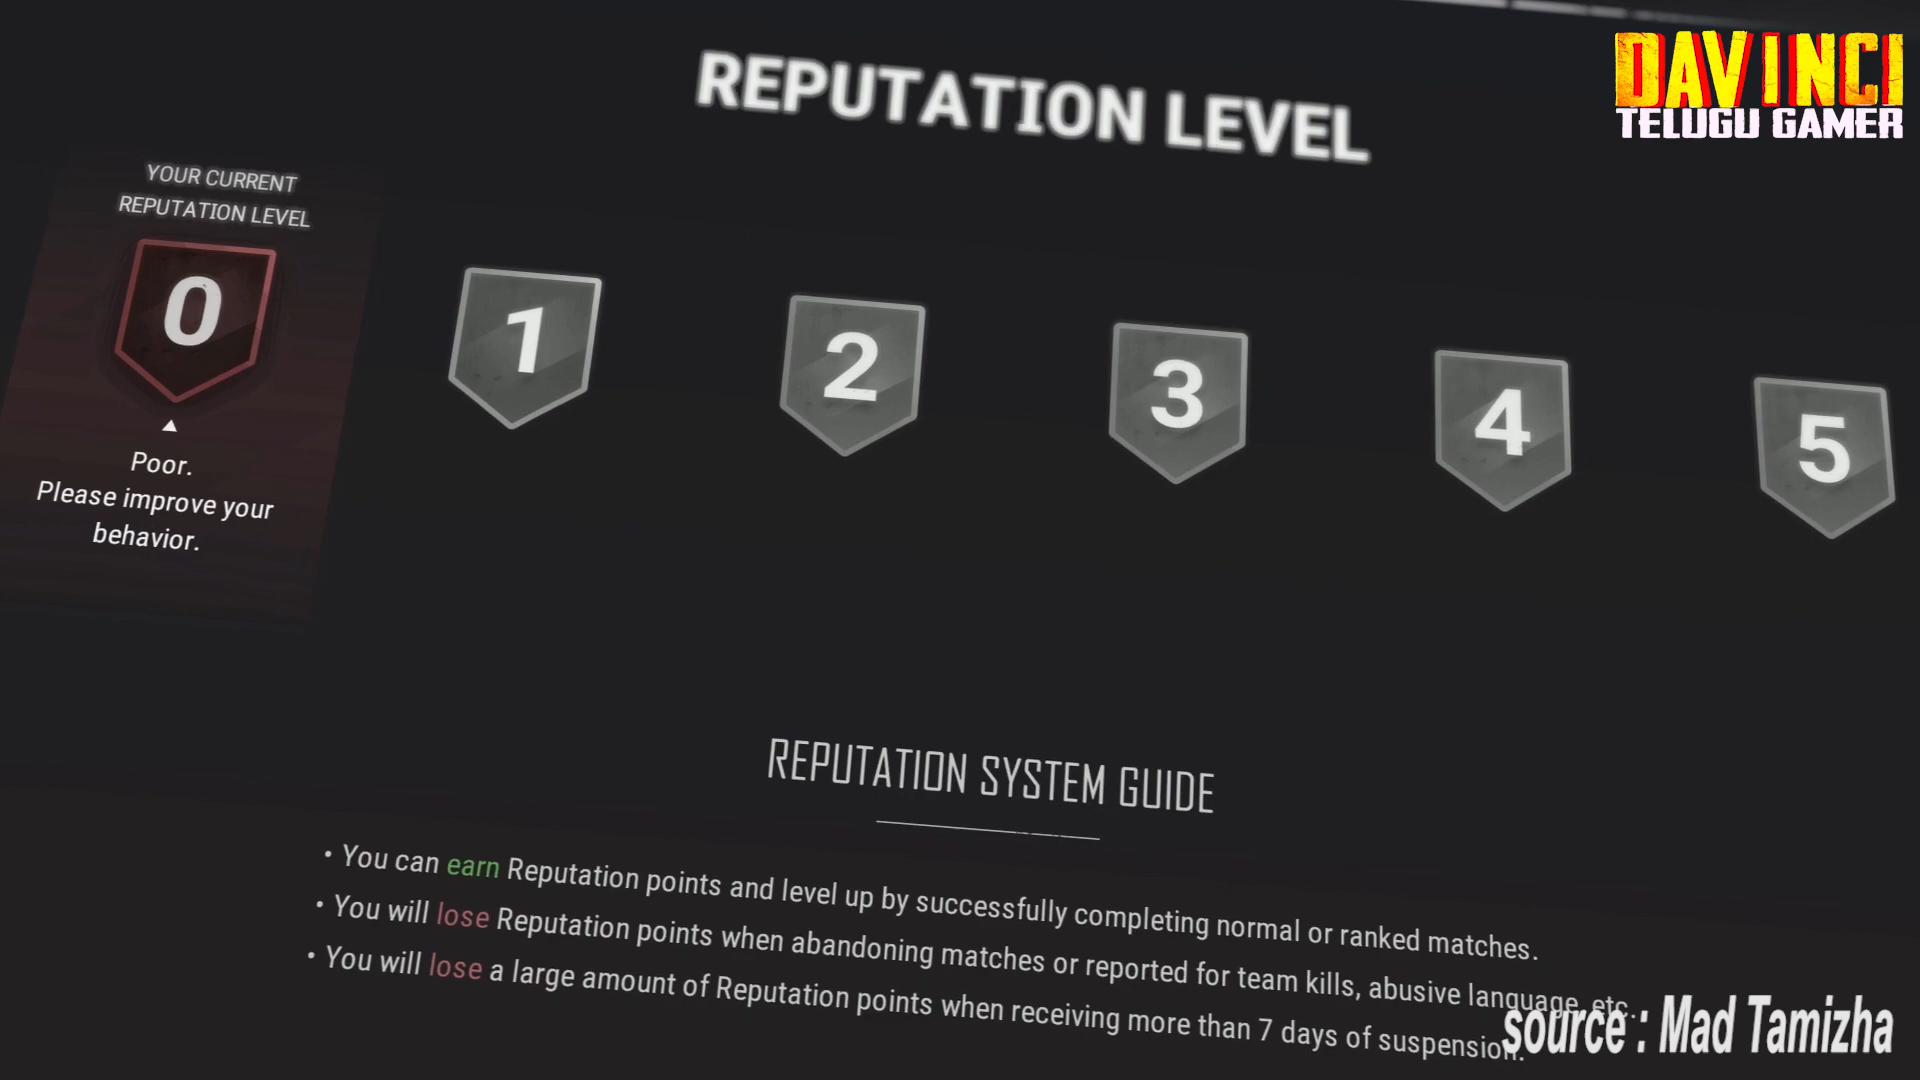 DAVINCI
TELUGU GAMER
REPUTATION LEVEL
YOUR CURRENT
REPUTATION LEVEL
0
1
2
3
4
5
Poor.
Please improve your
behavior.
REPUTATION SYSTEM GUIDE
• You can earn Reputation points and level up by successfully completing normal or ranked matches.
• You will lose Reputation points when abandoning matches or reported for team kills, abusive language, etc.
• You will lose a large amount of Reputation points when receiving more than 7 days of suspension.
source : Mad Tamizha